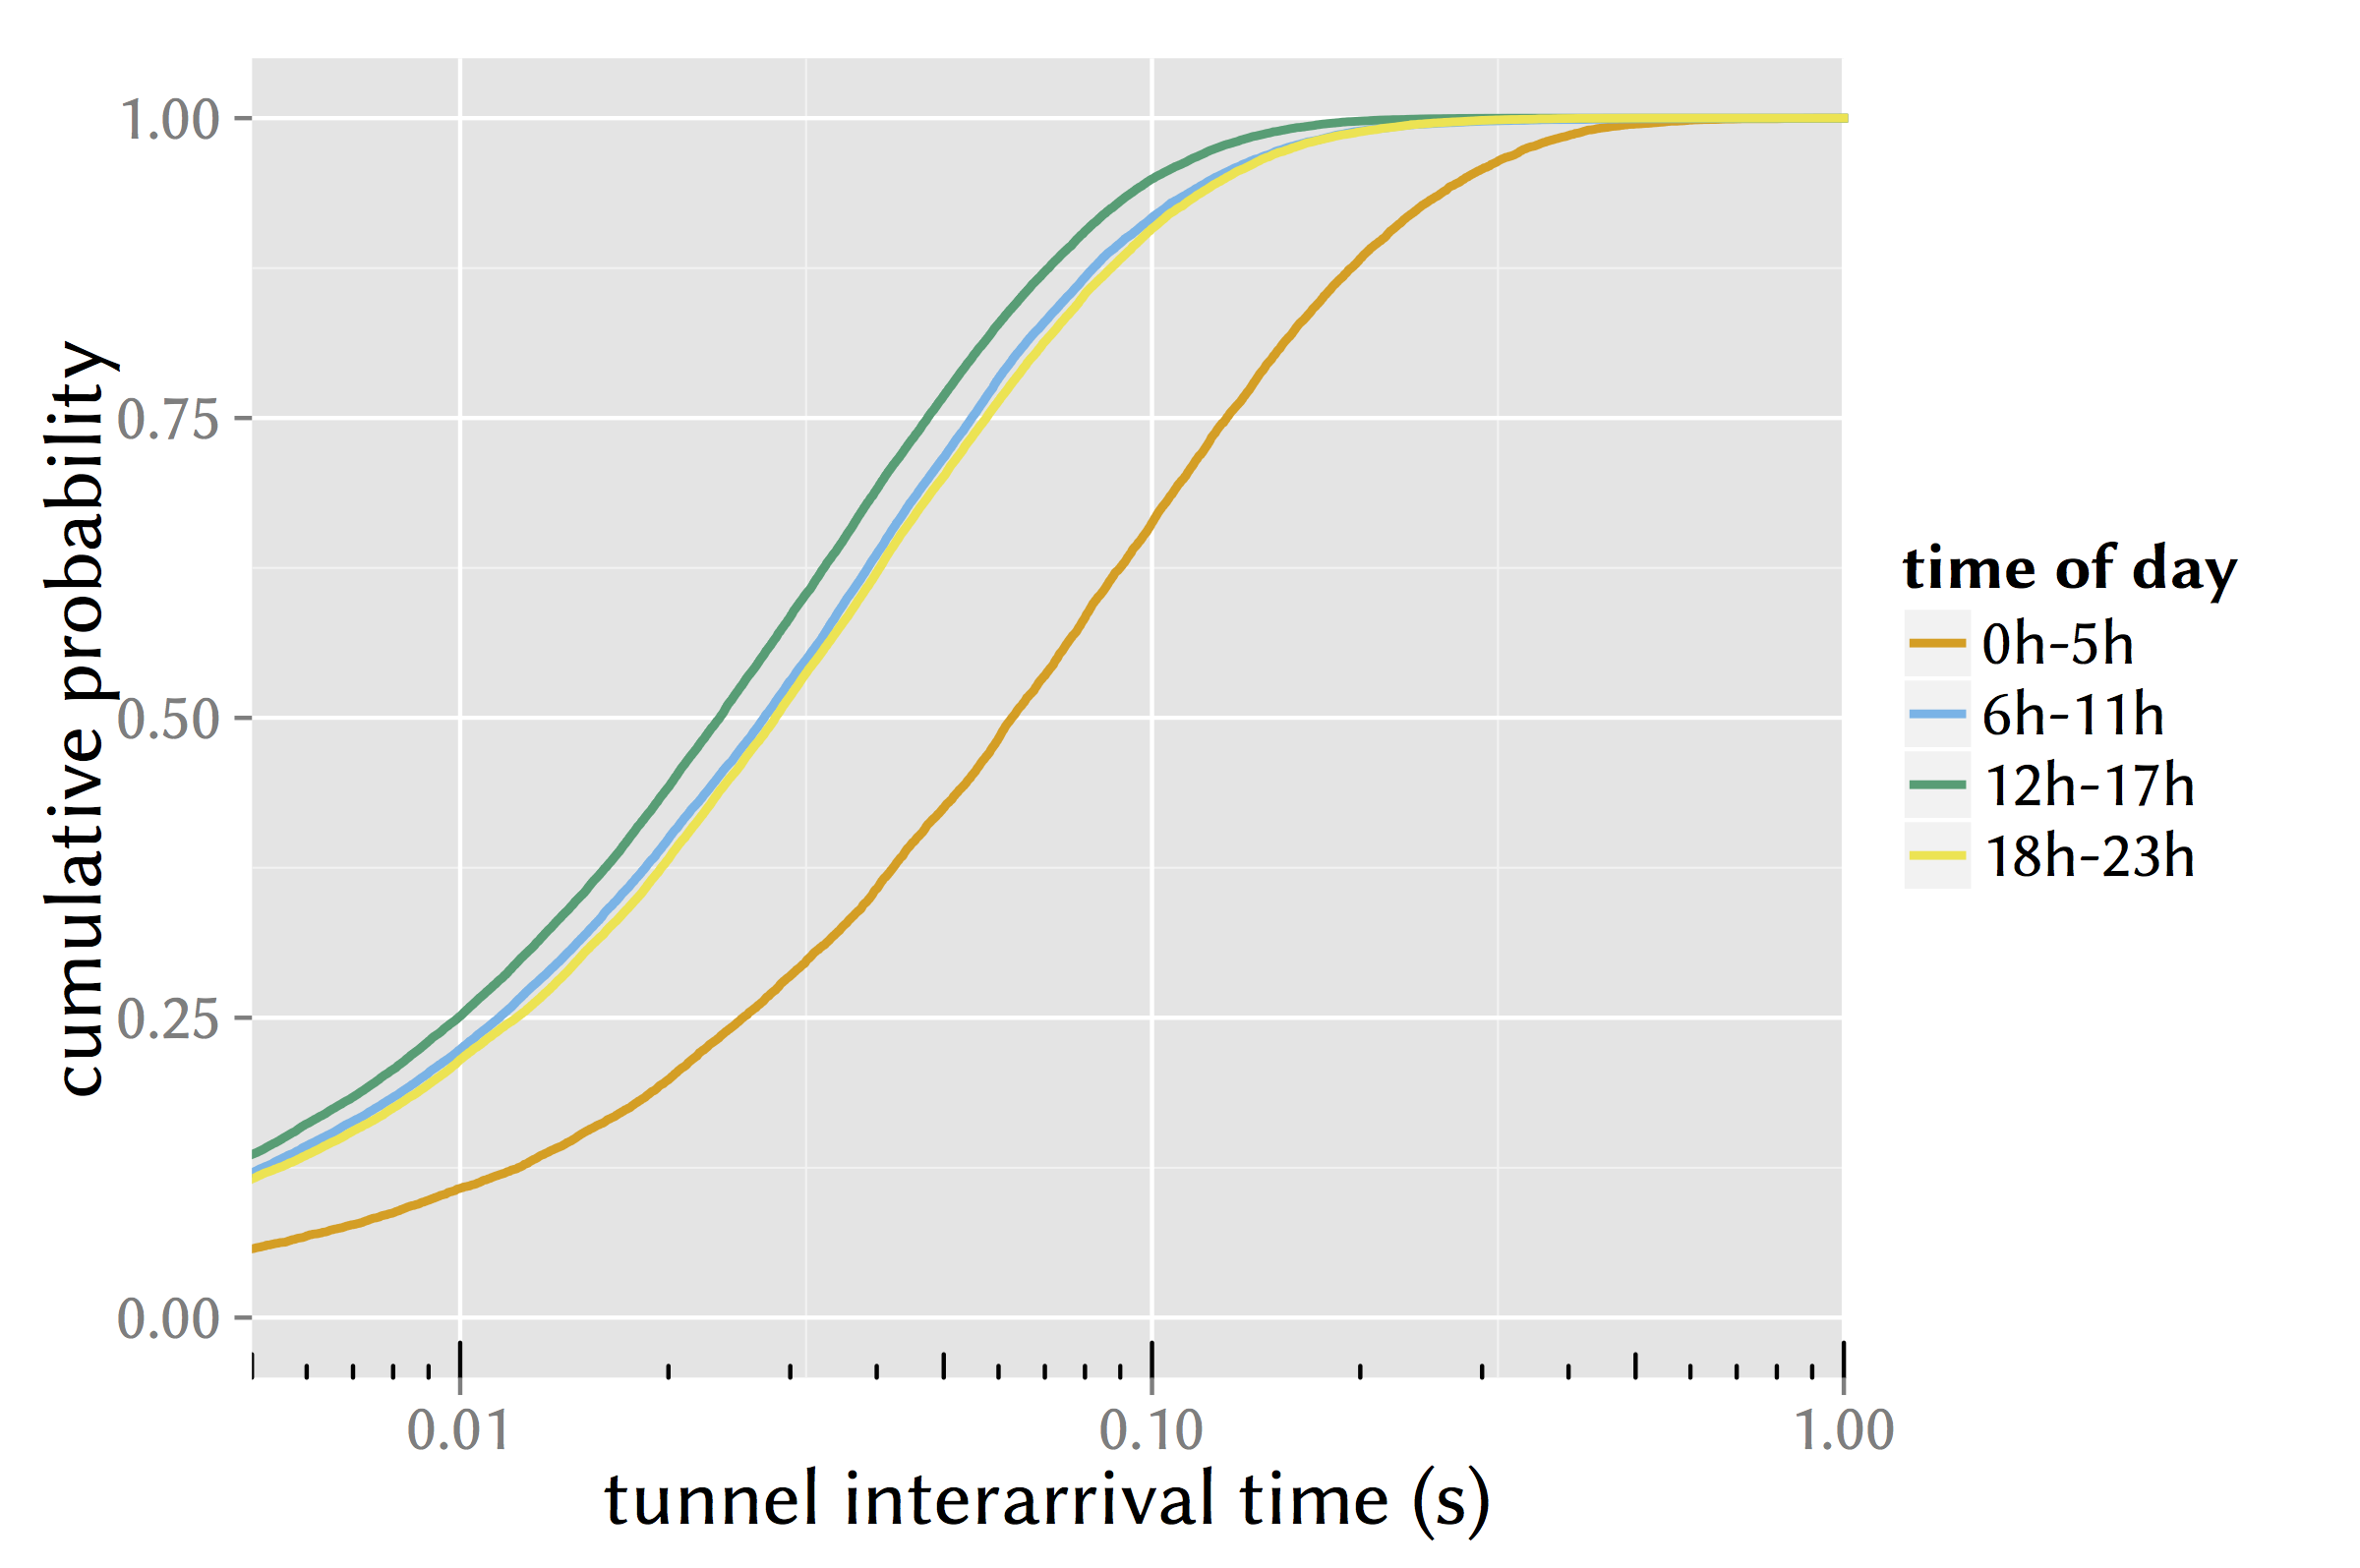 cumulative probability
1.00
0.75
0.50
0.25
0.00
0.01
0.10
1.00
tunnel interarrival time (s)
time of day
0h-5h
6h-11h
12h-17h
18h-23h